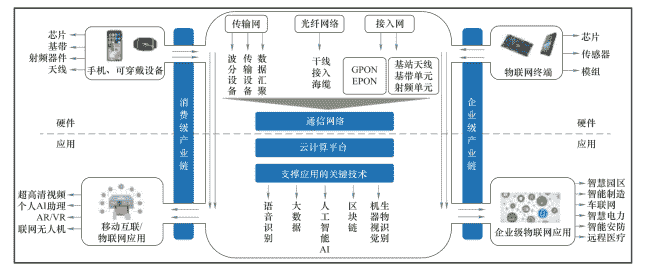 芯片
基带
射频器件
天线
手机、可穿戴设备
传输网
光纤网络
接入网
波分设备
传输设备
数据汇聚
干线
接入
海缆
GPON
EPON
基站天线
基带单元
射频单元
物联网终端
芯片
传感器
模组
消费级产业链
企业级产业链
通信网络
硬件
应用
硬件
应用
云计算平台
支撑应用的关键技术
语音识别
大数据
人工智能AI
区块链
机器视觉
生物识别
超高清视频
个人AI助理
AR/VR
联网无人机
移动互联/
物联网应用
企业级物联网应用
智慧园区
智能制造
车联网
智慧电力
智能安防
远程医疗